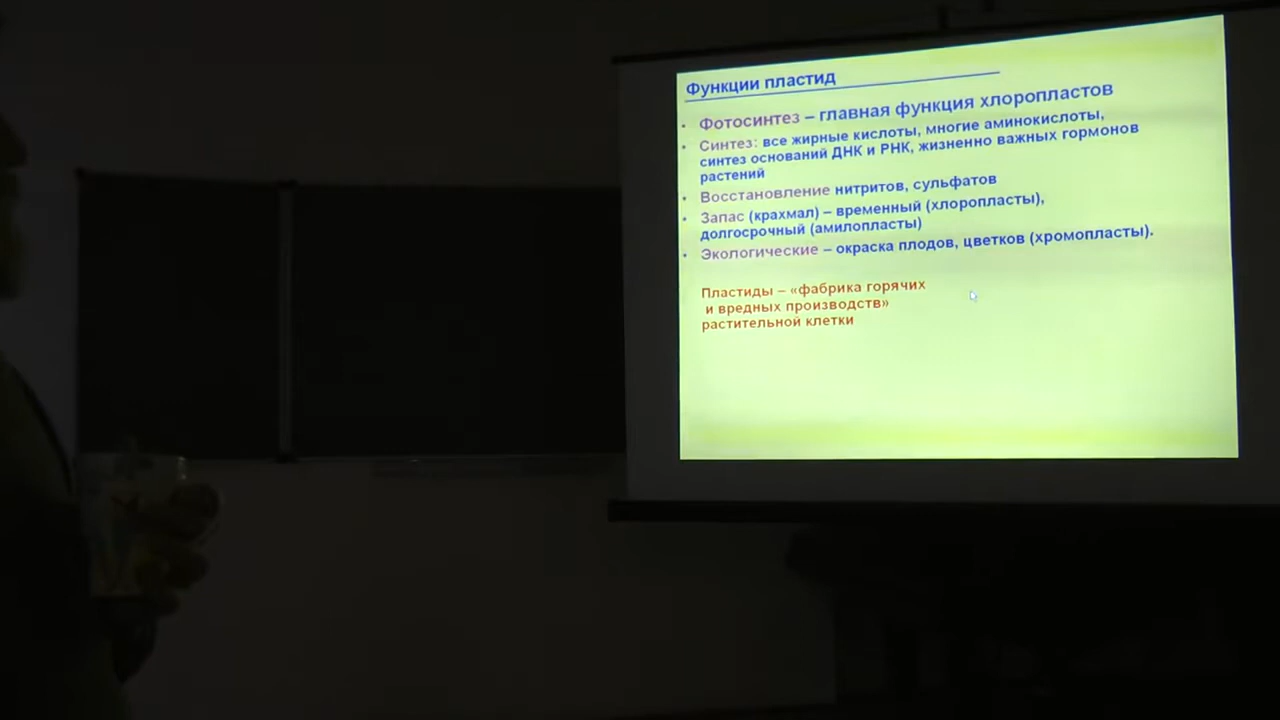 Функции пластид
• Фотосинтез – главная функция хлоропластов
• Синтез: все жирные кислоты, многие аминокислоты,
синтез оснований ДНК и РНК, жизненно важных гормонов
растений
• Восстановление нитритов, сульфатов
• Запас (крахмал) – временный (хлоропласты),
долгосрочный (амилопласты)
• Экологические – окраска плодов, цветков (хромопласты).
Пластиды – «фабрика горячих
и вредных производств»
растительной клетки